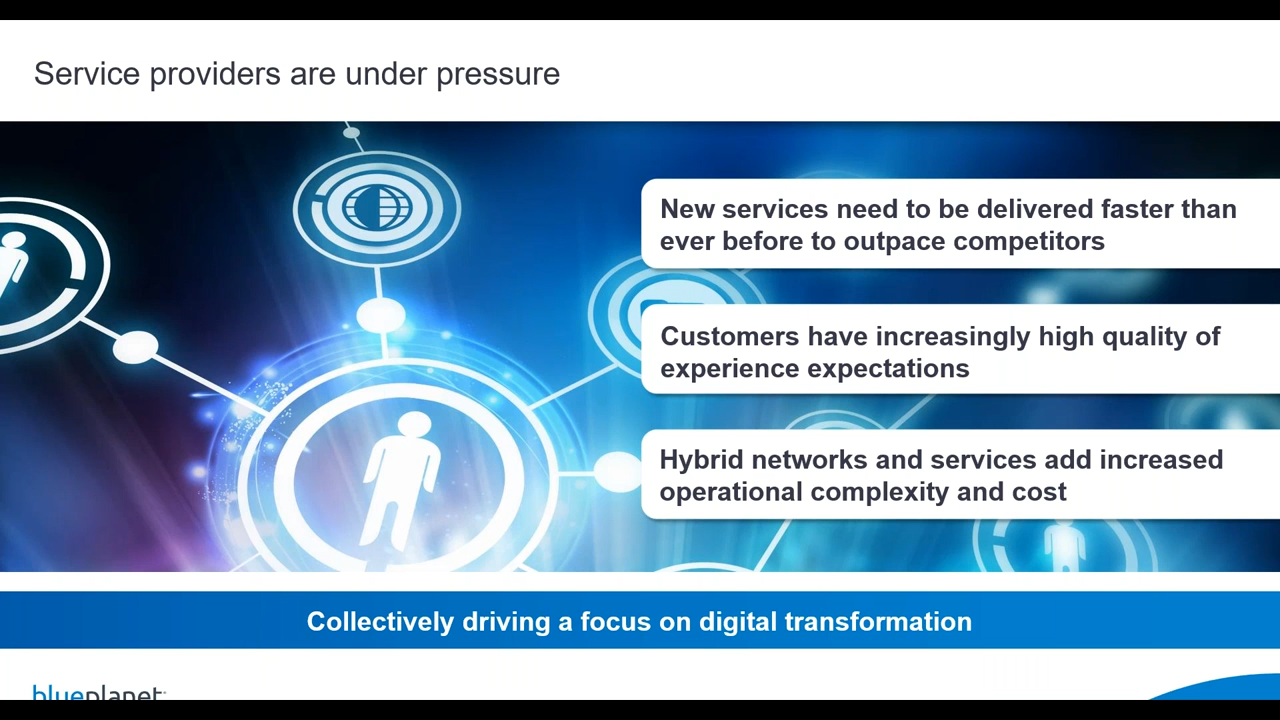 Service providers are under pressure
New services need to be delivered faster than
ever before to outpace competitors
Customers have increasingly high quality of
experience expectations
Hybrid networks and services add increased
operational complexity and cost
Collectively driving a focus on digital transformation
blueplanet